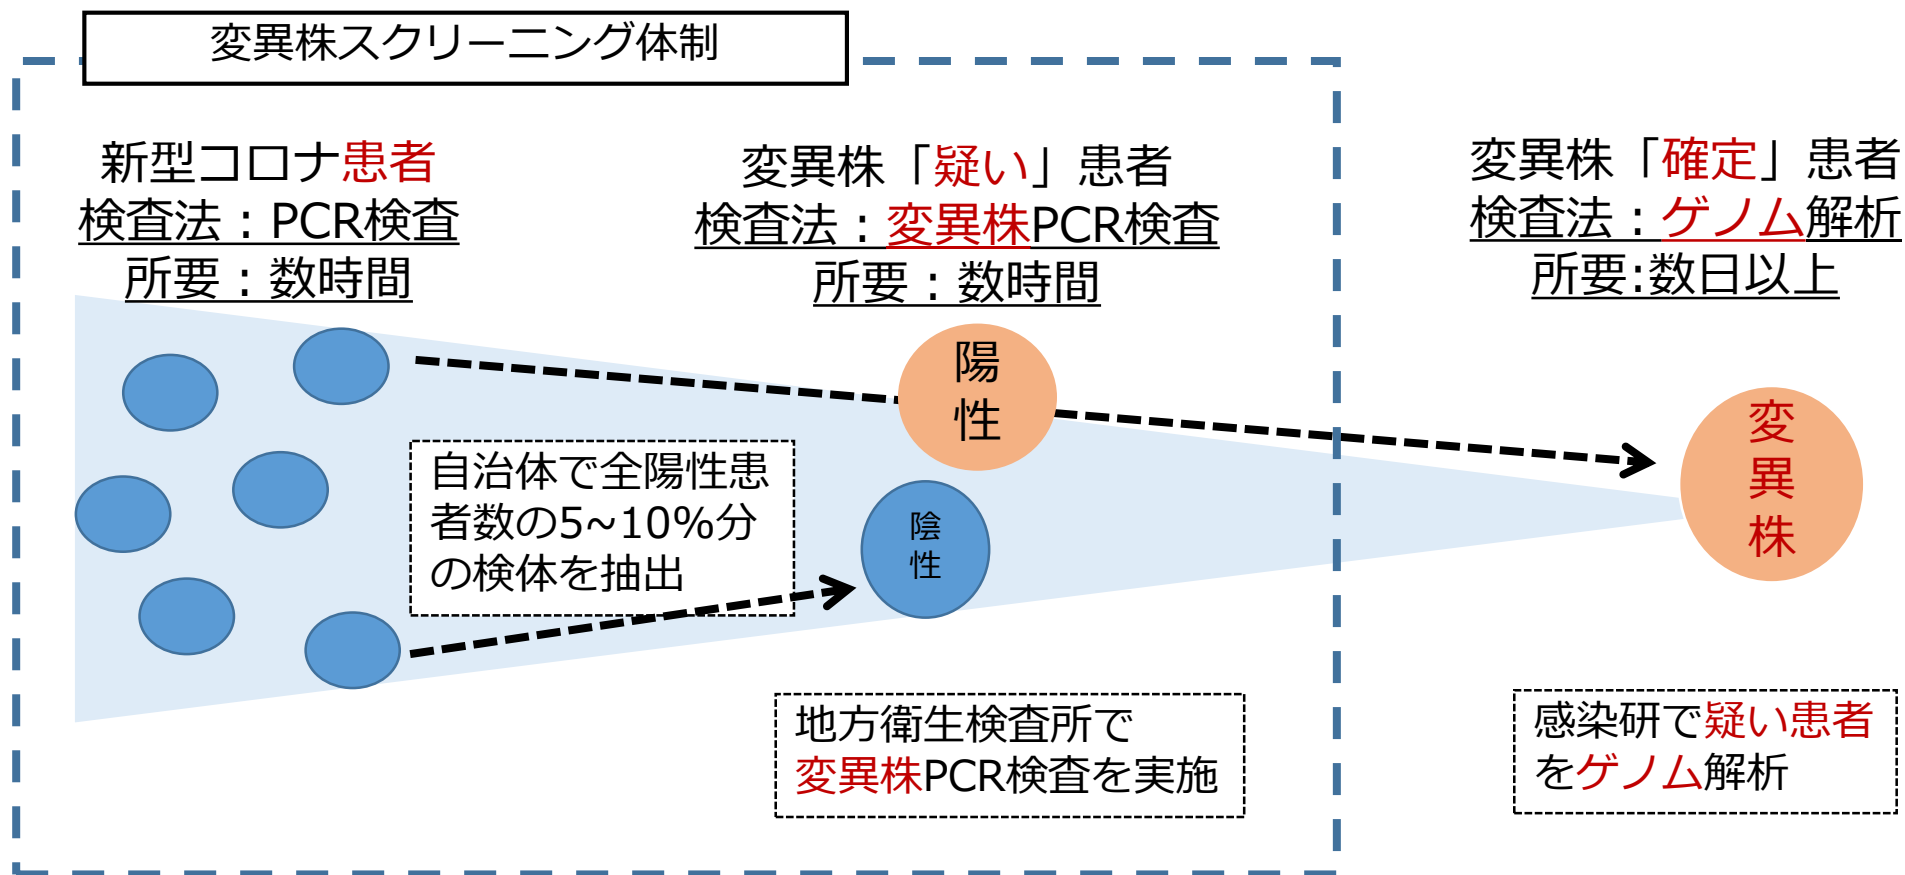 変異株スクリーニング体制
新型コロナ患者
検査法：PCR検査
所要：数時間
変異株「疑い」患者
検査法：変異株PCR検査
所要：数時間
変異株「確定」患者
検査法：ゲノム解析
所要:数日以上
陽
性
自治体で全陽性患
者数の5~10%分
の検体を抽出
陰
性
変
異
株
地方衛生検査所で
変異株PCR検査を実施
感染研で疑い患者
をゲノム解析